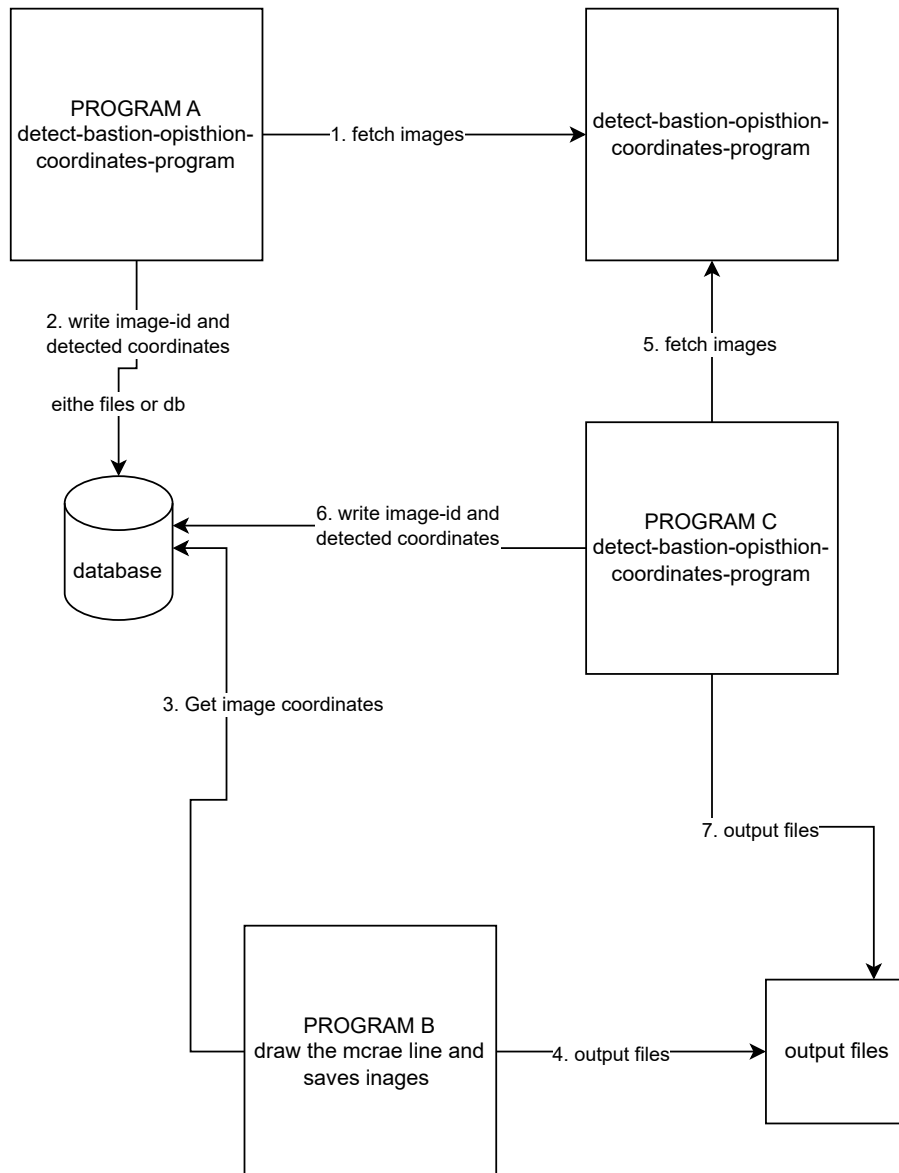 PROGRAM A
detect-bastion-opisthion-
coordinates-program
1. fetch images
detect-bastion-opisthion-
coordinates-program
2. write image-id and
detected coordinates
eithe files or db
5. fetch images
database
6. write image-id and
detected coordinates
PROGRAM C
detect-bastion-opisthion-
coordinates-program
3. Get image coordinates
7. output files
PROGRAM B
draw the mcrae line and
saves inages
4. output files
output files